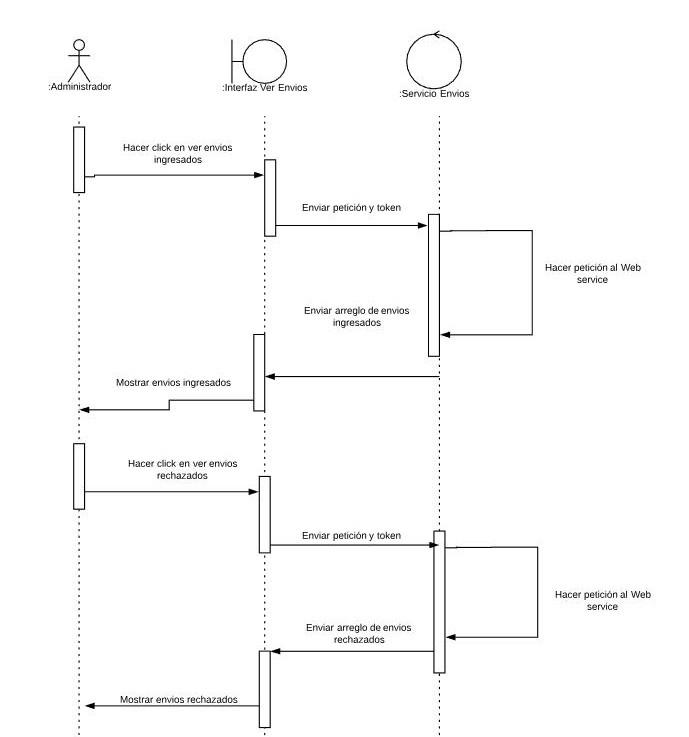 :Administrador
:Interfaz Ver Envios
:Servicio Envios
Hacer click en ver envios
ingresados
Enviar petición y token
Hacer petición al Web
service
Enviar arreglo de envios
ingresados
Mostrar envios ingresados
Hacer click en ver envios
rechazados
Enviar petición y token
Hacer petición al Web
service
Enviar arreglo de envios
rechazados
Mostrar envios rechazados